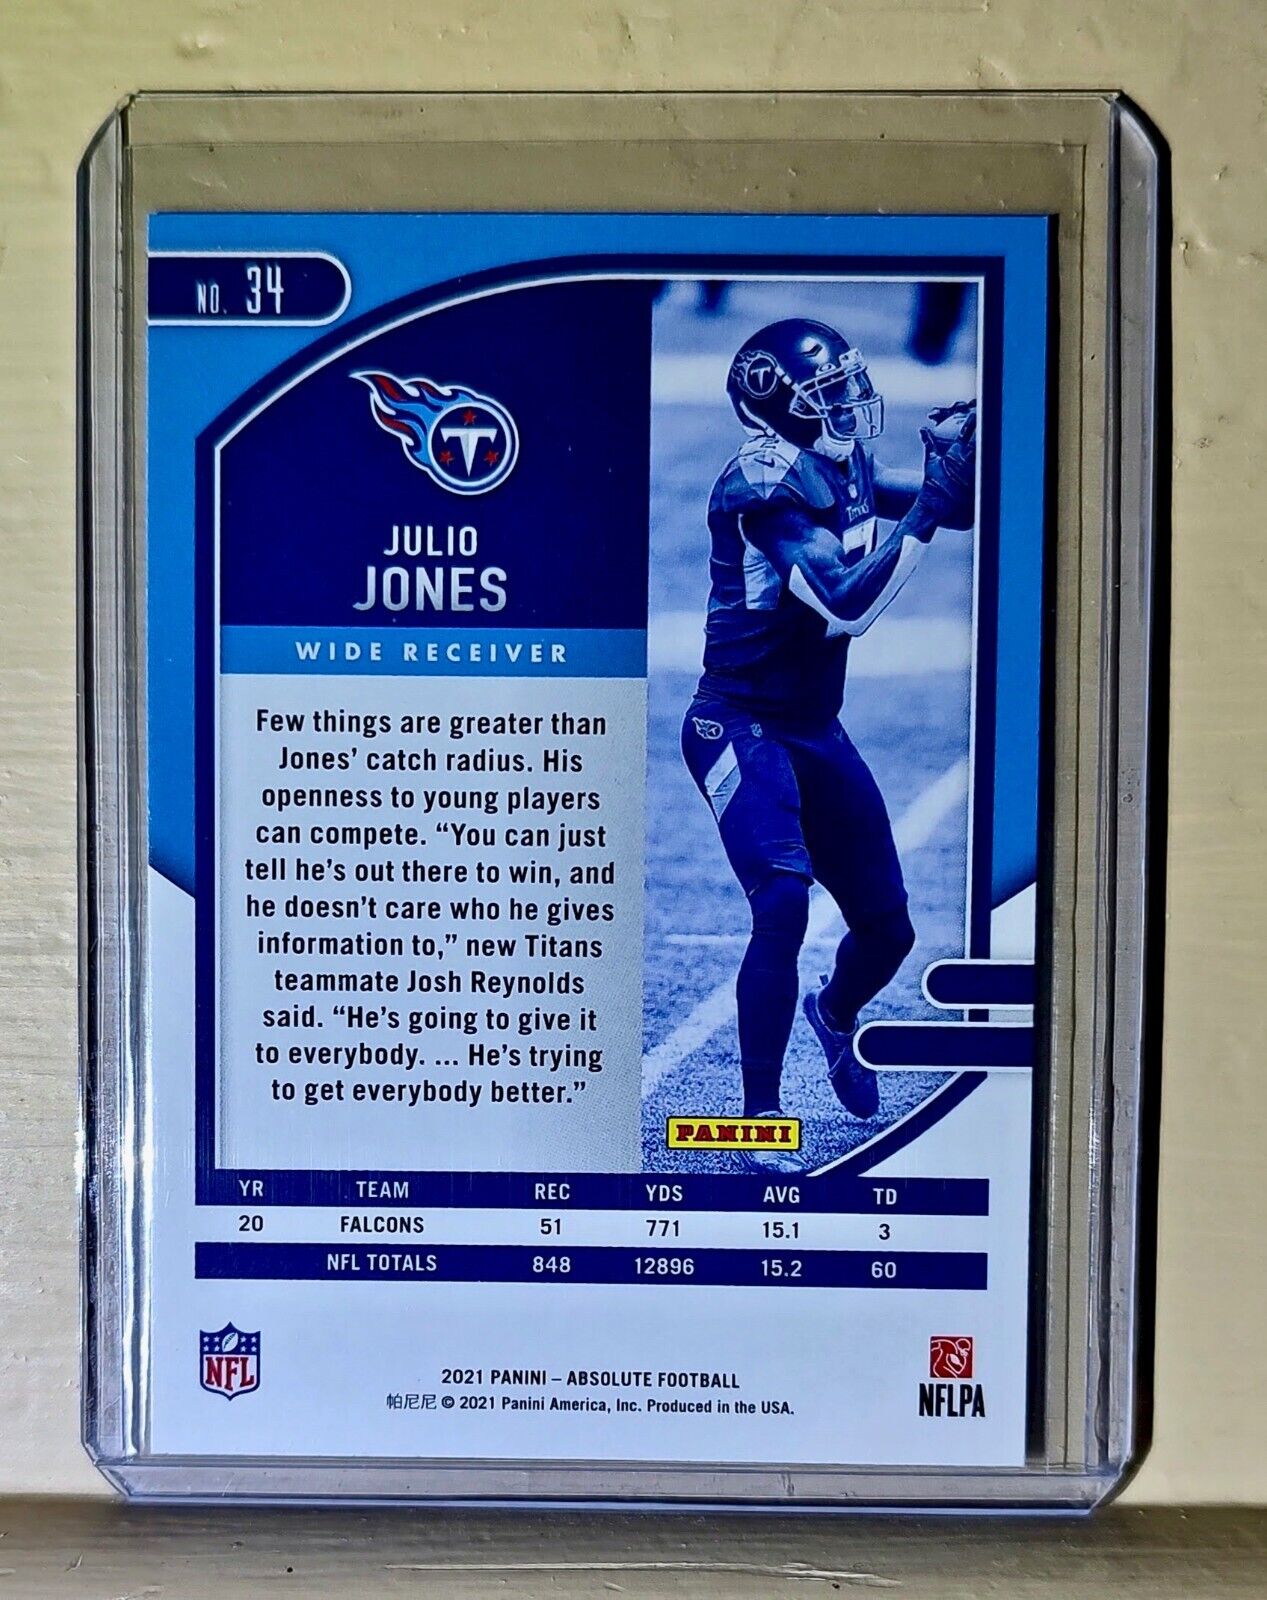 NO. 34
T
JULIO
JONES
WIDE RECEIVER
Few things are greater than
Jones’ catch radius. His
openness to young players
can compete. “You can just
tell he’s out there to win, and
he doesn’t care who he gives
information to,” new Titans
teammate Josh Reynolds
said. “He’s going to give it
to everybody. ... He’s trying
to get everybody better.”
T
TITANS
PANINI
YR TEAM REC YDS AVG TD
20 FALCONS 51 771 15.1 3
NFL TOTALS 848 12896 15.2 60
NFL
2021 PANINI – ABSOLUTE FOOTBALL
帕尼尼 © 2021 Panini America, Inc. Produced in the USA.
NFLPA